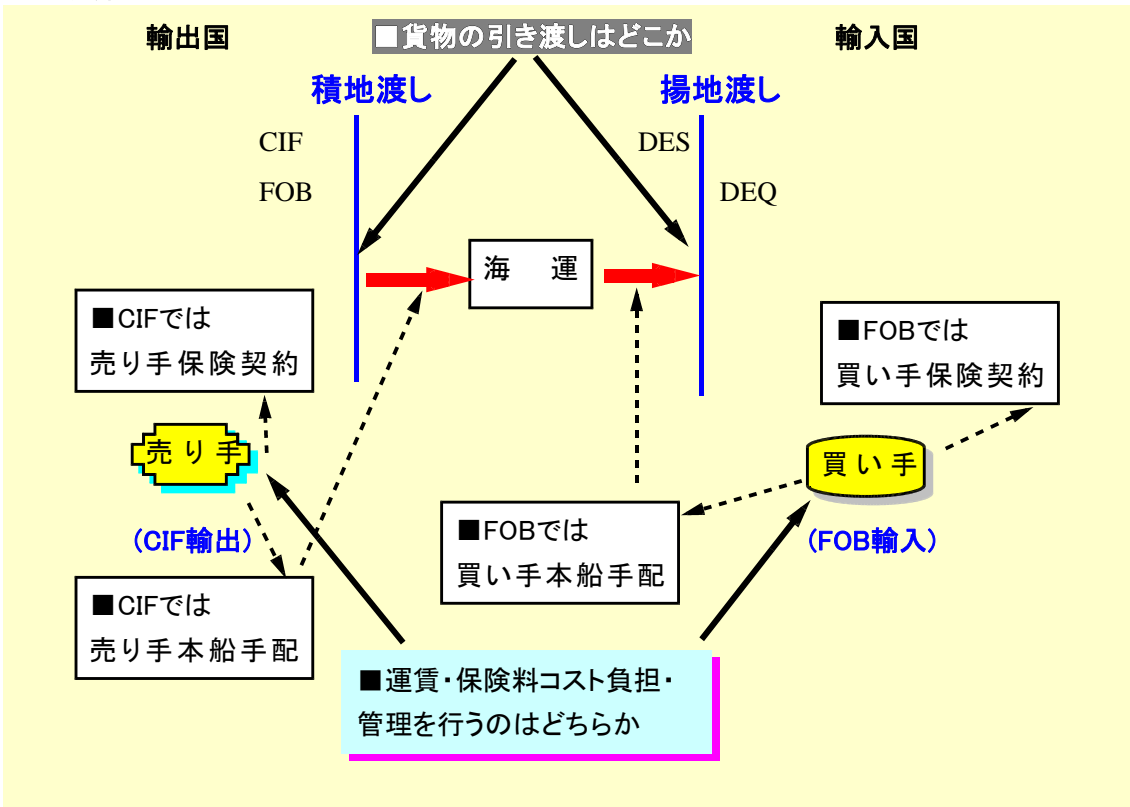 輸出国
■貨物の引き渡しはどこか
輸入国
積地渡し
揚地渡し
CIF
DES
FOB
DEQ
海 運
■CIFでは
売り手保険契約
■FOBでは
買い手保険契約
売り手
買い手
(CIF輸出)
(FOB輸入)
■FOBでは
買い手本船手配
■CIFでは
売り手本船手配
■運賃・保険料コスト負担・
管理を行うのはどちらか